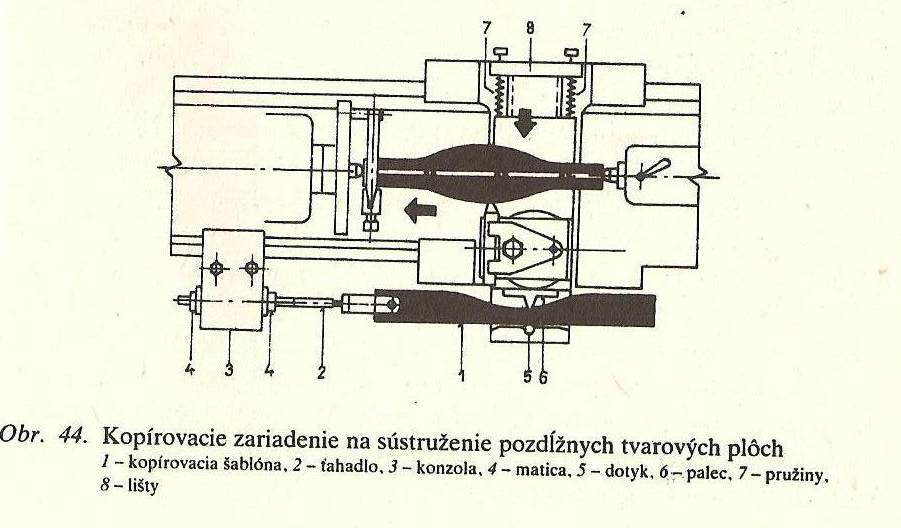 7 8 7
4 3 4 2 1 5 6
Obr. 44. Kopírovacie zariadenie na sústruženie pozdĺžnych tvarových plôch
1 – kopírovacia šablóna, 2 – ťahadlo, 3 – konzola, 4 – matica, 5 – dotyk, 6 – palec, 7 – pružiny,
8 – lišty